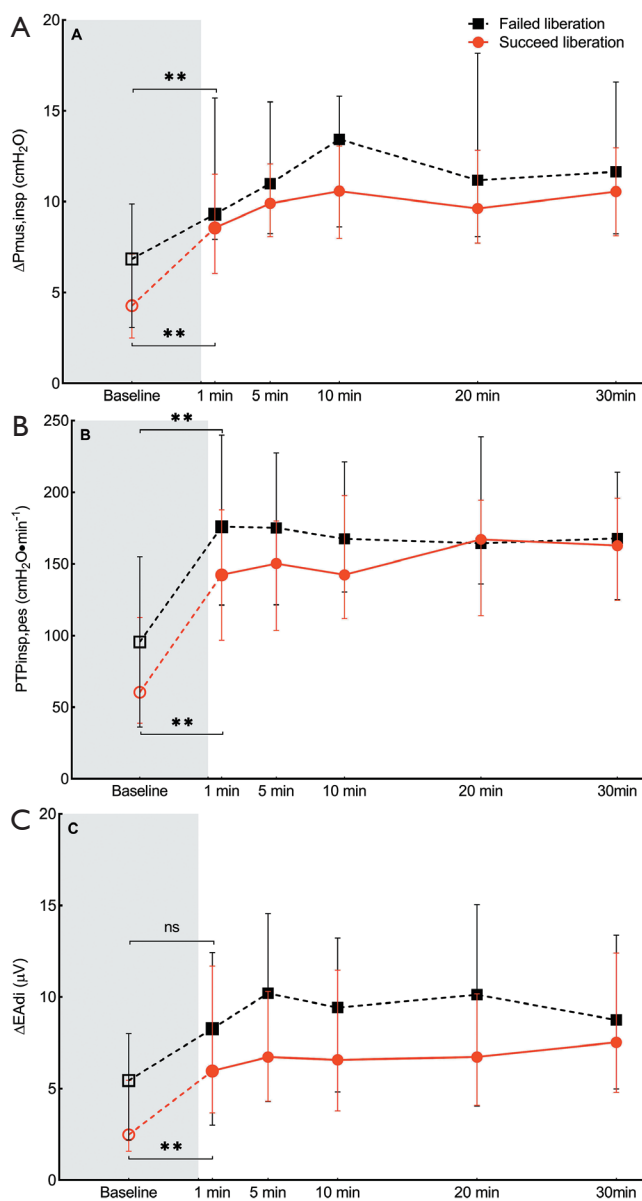 A
A
Failed liberation
Succeed liberation
**
**
ΔPmus,insp (cmH2O)
20
15
10
5
0
Baseline 1 min 5 min 10 min 20 min 30min
B
B
**
**
PTPinsp,pes (cmH2O•min-1)
250
200
150
100
50
0
Baseline 1 min 5 min 10 min 20 min 30min
C
C
ns
**
ΔEAdi (μV)
20
15
10
5
0
Baseline 1 min 5 min 10 min 20 min 30min